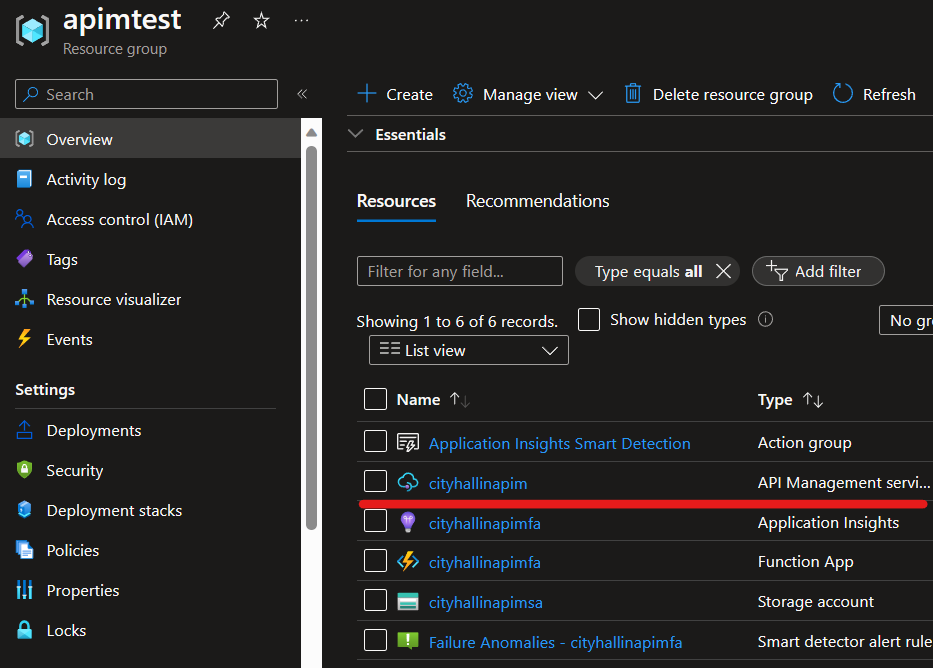 apimtest
Resource group
Search
Overview
Activity log
Access control (IAM)
Tags
Resource visualizer
Events
Settings
Deployments
Security
Deployment stacks
Policies
Properties
Locks
Create Manage view Delete resource group Refresh
Essentials
Resources Recommendations
Filter for any field... Type equals all Add filter
Showing 1 to 6 of 6 records. Show hidden types
No gr
List view
Name Type
Application Insights Smart Detection Action group
cityhallinapim API Management servi...
cityhallinapimfa Application Insights
cityhallinapimfa Function App
cityhallinapimsa Storage account
Failure Anomalies - cityhallinapimfa Smart detector alert rule